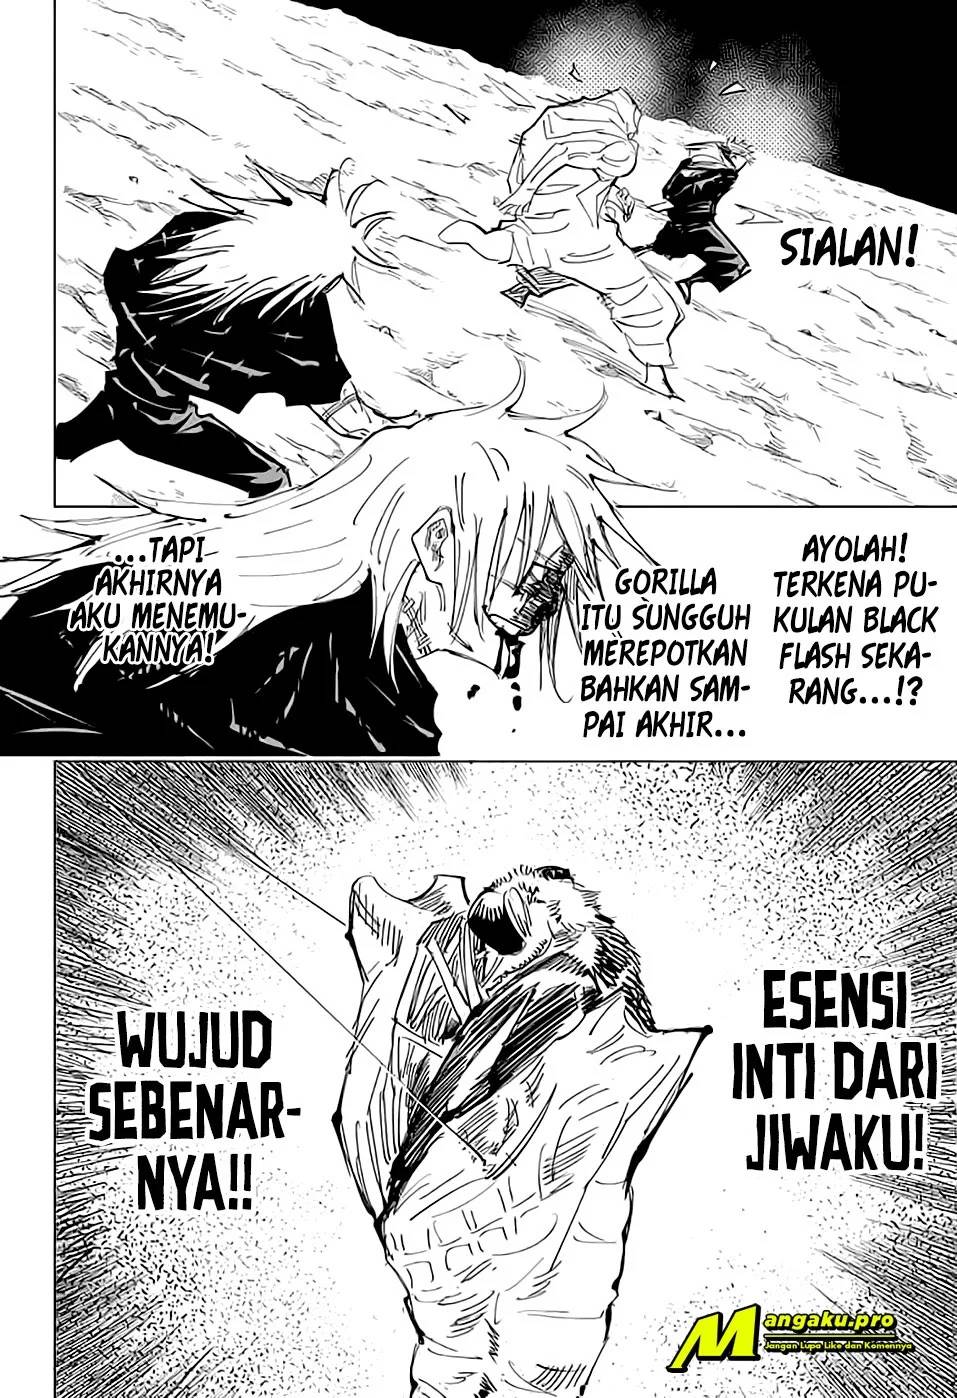 SIALAN!
AYOLAH!
TERKENA PU-
KULAN BLACK
FLASH SEKA-
RANG...!?
GORILLA
ITU SUNGGUH
MEREPOTKAN
BAHKAN SAM-
PAI AKHIR...
...TAPI
AKHIRNYA
AKU MENEMU-
KANNYA!
ESENSI
INTI DARI
JIWAKU!
WUJUD
SEBENAR-
NYA!!
Mangaku.pro
Jangan Lupa Like dan Komennya